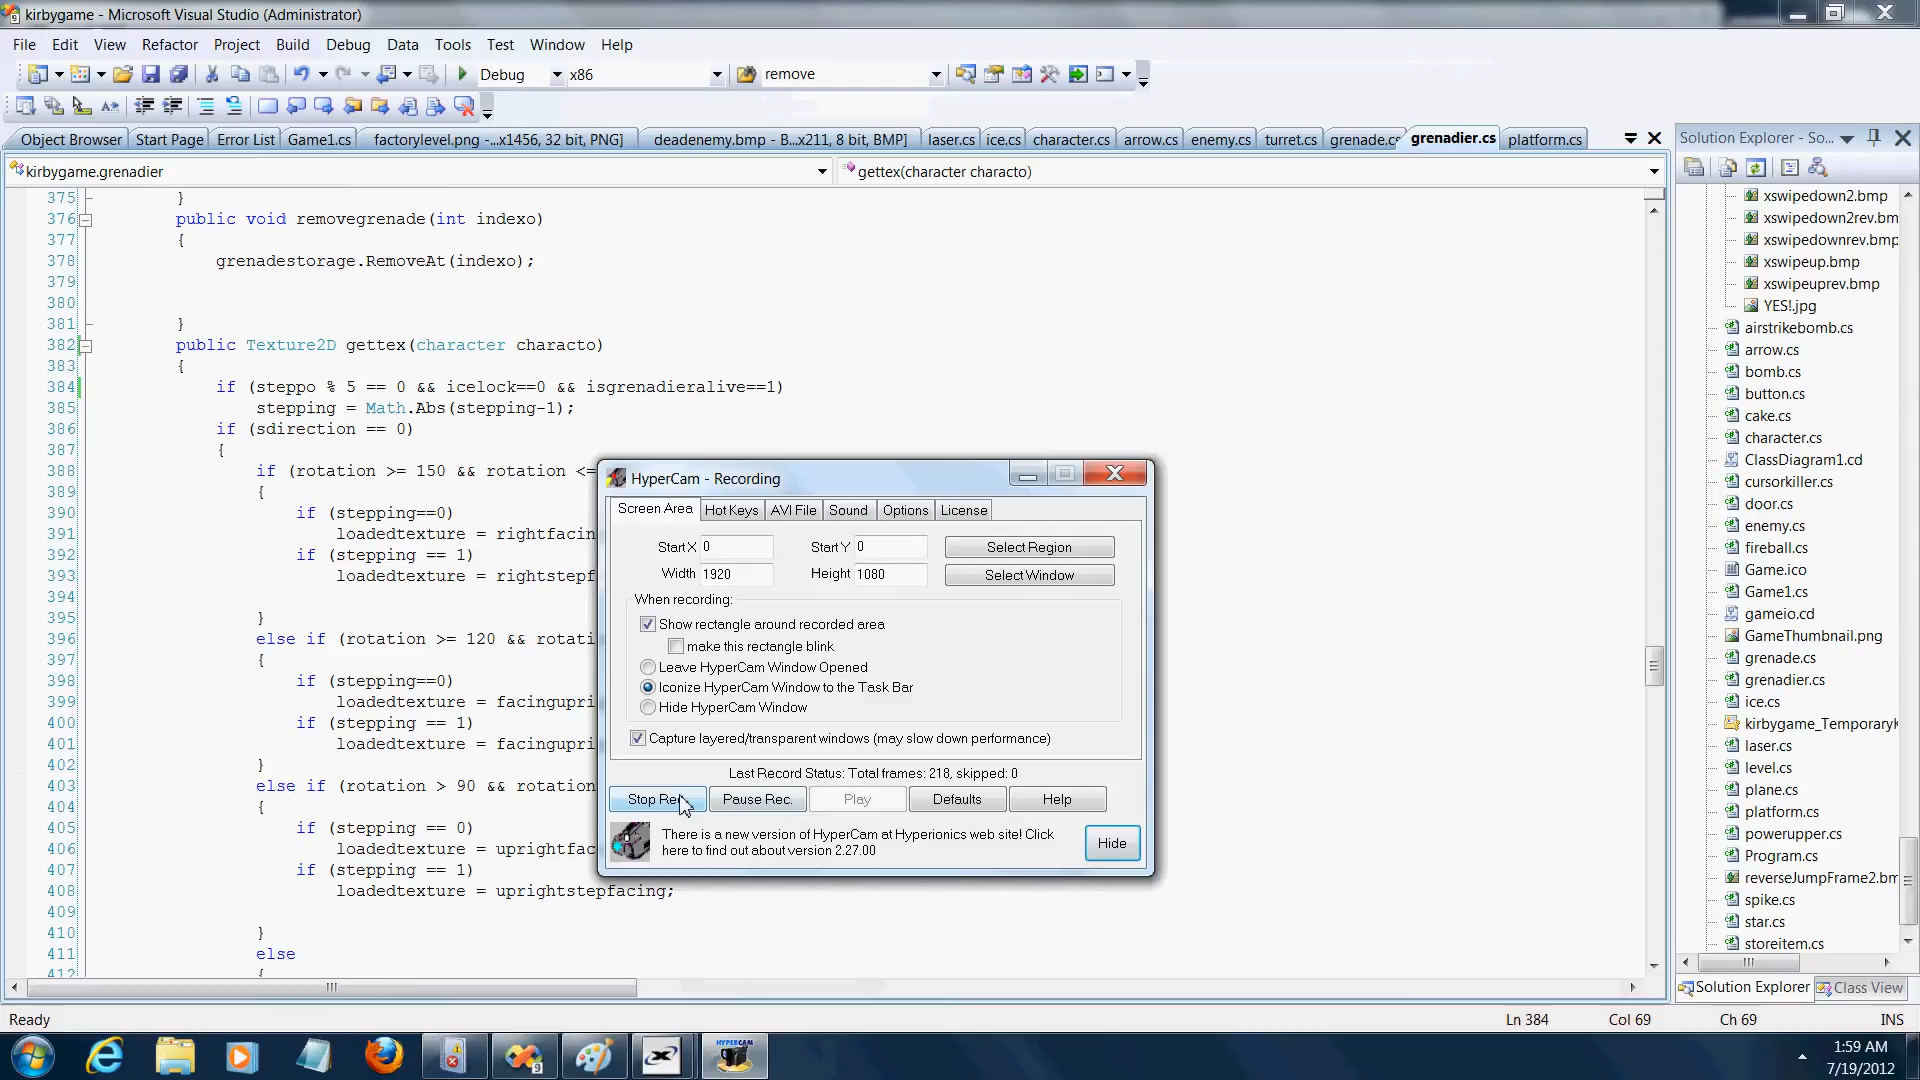 kirbygame - Microsoft Visual Studio (Administrator)
File Edit View Refactor Project Build Debug Data Tools Test Window Help
Debug x86 remove
Object Browser Start Page Error List Game1.cs factorylevel.png -...x1456, 32 bit, PNG] deadenemy.bmp - B...x211, 8 bit, BMP] laser.cs ice.cs character.cs arrow.cs enemy.cs turret.cs grenade.cs grenadier.cs platform.cs
kirbygame.grenadier gettex(character characto)
375 }
376 public void removegrenade(int indexo)
377 {
378 grenadestorage.RemoveAt(indexo);
379
380
381 }
382 public Texture2D gettex(character characto)
383 {
384 if (steppo % 5 == 0 && icelock==0 && isgrenadieralive==1)
385 stepping = Math.Abs(stepping-1);
386 if (sdirection == 0)
387 {
388 if (rotation >= 150 && rotation <=
389 {
390 if (stepping==0)
391 loadedtexture = rightfacin
392 if (stepping == 1)
393 loadedtexture = rightstepf
394
395 }
396 else if (rotation >= 120 && rotati
397 {
398 if (stepping==0)
399 loadedtexture = facingupri
400 if (stepping == 1)
401 loadedtexture = facingupri
402 }
403 else if (rotation > 90 && rotation
404 {
405 if (stepping == 0)
406 loadedtexture = uprightfac
407 if (stepping == 1)
408 loadedtexture = uprightstepfacing;
409
410 }
411 else
412 {
HyperCam - Recording
Screen Area Hot Keys AVI File Sound Options License
Start X 0 Start Y 0 Select Region
Width 1920 Height 1080 Select Window
When recording:
Show rectangle around recorded area
make this rectangle blink
Leave HyperCam Window Opened
Iconize HyperCam Window to the Task Bar
Hide HyperCam Window
Capture layered/transparent windows (may slow down performance)
Last Record Status: Total frames: 218, skipped: 0
Stop Rec. Pause Rec. Play Defaults Help
There is a new version of HyperCam at Hyperionics web site! Click
here to find out about version 2.27.00
Hide
Solution Explorer - So...
xswipedown2.bmp
xswipedown2rev.bm
xswipedownrev.bmp
xswipeup.bmp
xswipeuprev.bmp
YES!.jpg
airstrikebomb.cs
arrow.cs
bomb.cs
button.cs
cake.cs
character.cs
ClassDiagram1.cd
cursorkiller.cs
door.cs
enemy.cs
fireball.cs
Game.ico
Game1.cs
gameio.cd
GameThumbnail.png
grenade.cs
grenadier.cs
ice.cs
kirbygame_TemporaryK
laser.cs
level.cs
plane.cs
platform.cs
powerupper.cs
Program.cs
reverseJumpFrame2.bm
spike.cs
star.cs
storeitem.cs
Solution Explorer Class View
Ready Ln 384 Col 69 Ch 69 INS
HYPERCAM
1:59 AM
7/19/2012